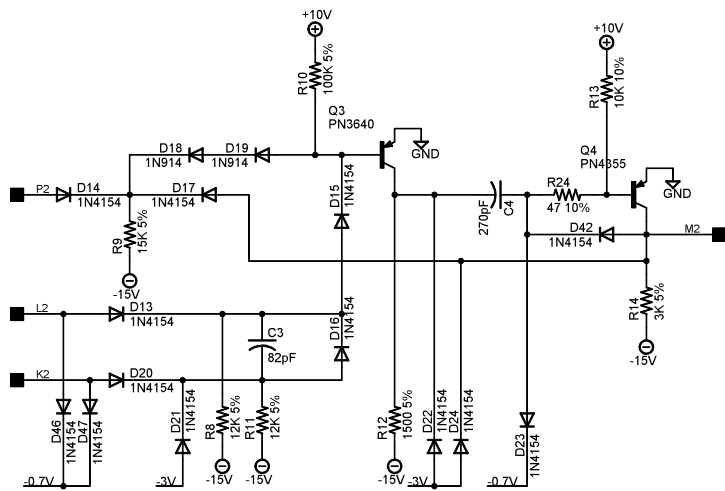 +10V
+10V
R10
100K 5%
R13
10K 10%
Q3
PN3640
Q4
PN4355
D18
1N914
D19
1N914
GND
GND
P2
D14
1N4154
D17
1N4154
D15
1N4154
270pF
C4
R24
47 10%
D42
1N4154
M2
R9
15K 5%
-15V
L2
D13
1N4154
C3
82pF
D16
1N4154
R14
3K 5%
-15V
K2
D20
1N4154
D46
1N4154
D47
1N4154
D21
1N4154
R8
12K 5%
R11
12K 5%
R12
1500 5%
D22
1N4154
D24
1N4154
D23
1N4154
-0.7V
-3V
-15V
-15V
-15V
-3V
-0.7V